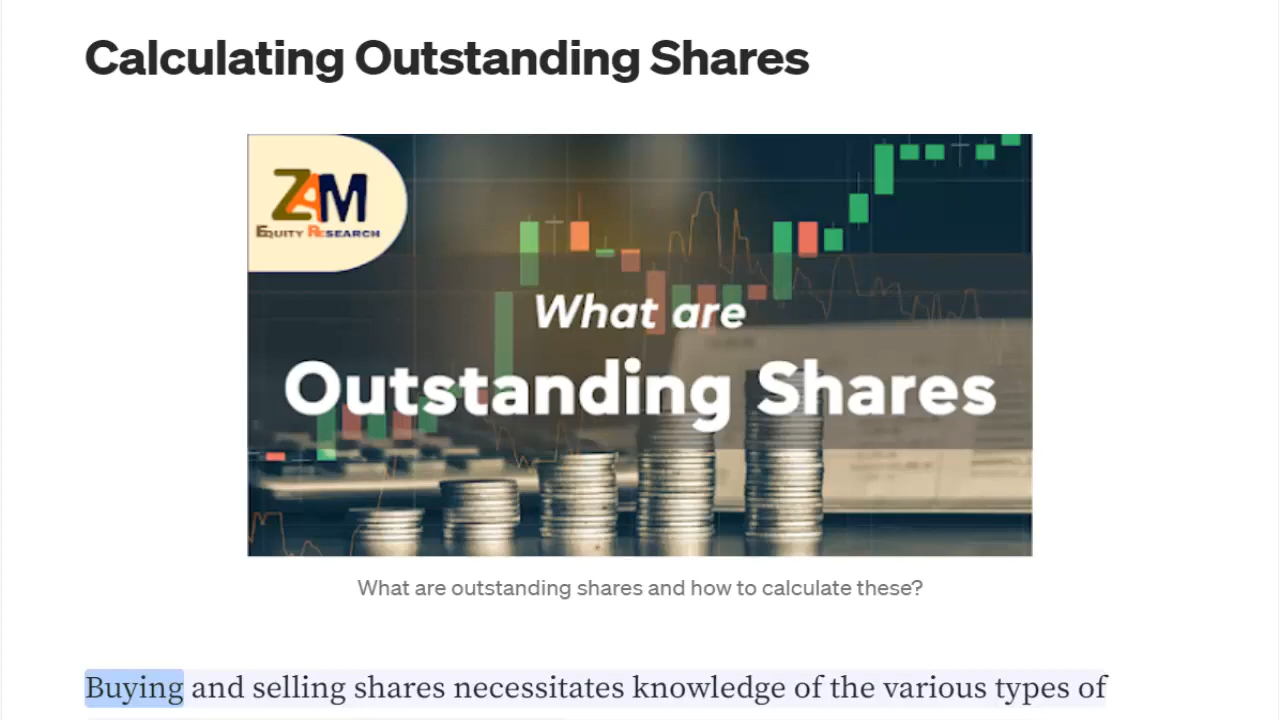 Calculating Outstanding Shares
ZAM
EQUITY RESEARCH
What are
Outstanding Shares
What are outstanding shares and how to calculate these?
Buying and selling shares necessitates knowledge of the various types of